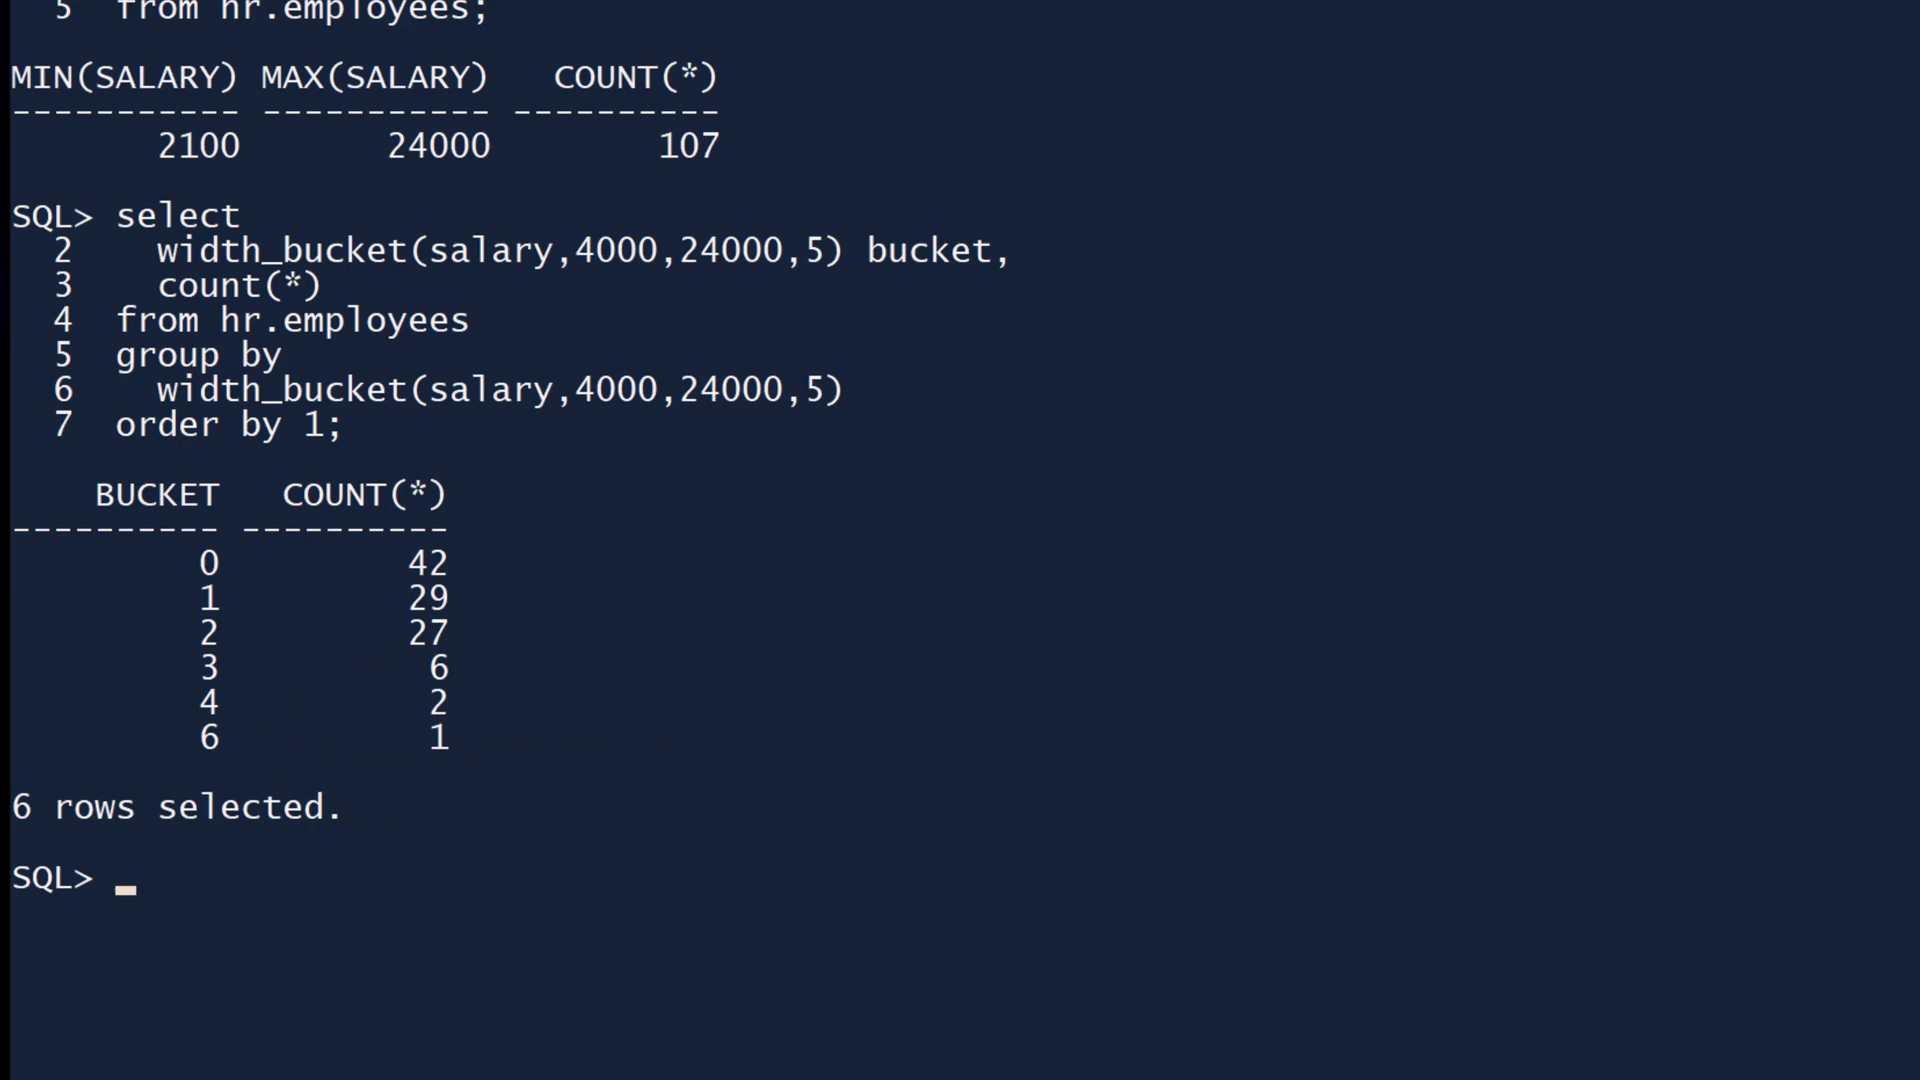 5  from hr.employees;
MIN(SALARY) MAX(SALARY)   COUNT(*)
----------- ----------- ----------
       2100       24000        107
SQL> select
  2    width_bucket(salary,4000,24000,5) bucket,
  3    count(*)
  4  from hr.employees
  5  group by
  6    width_bucket(salary,4000,24000,5)
  7  order by 1;
    BUCKET   COUNT(*)
---------- ----------
         0         42
         1         29
         2         27
         3          6
         4          2
         6          1
6 rows selected.
SQL> _